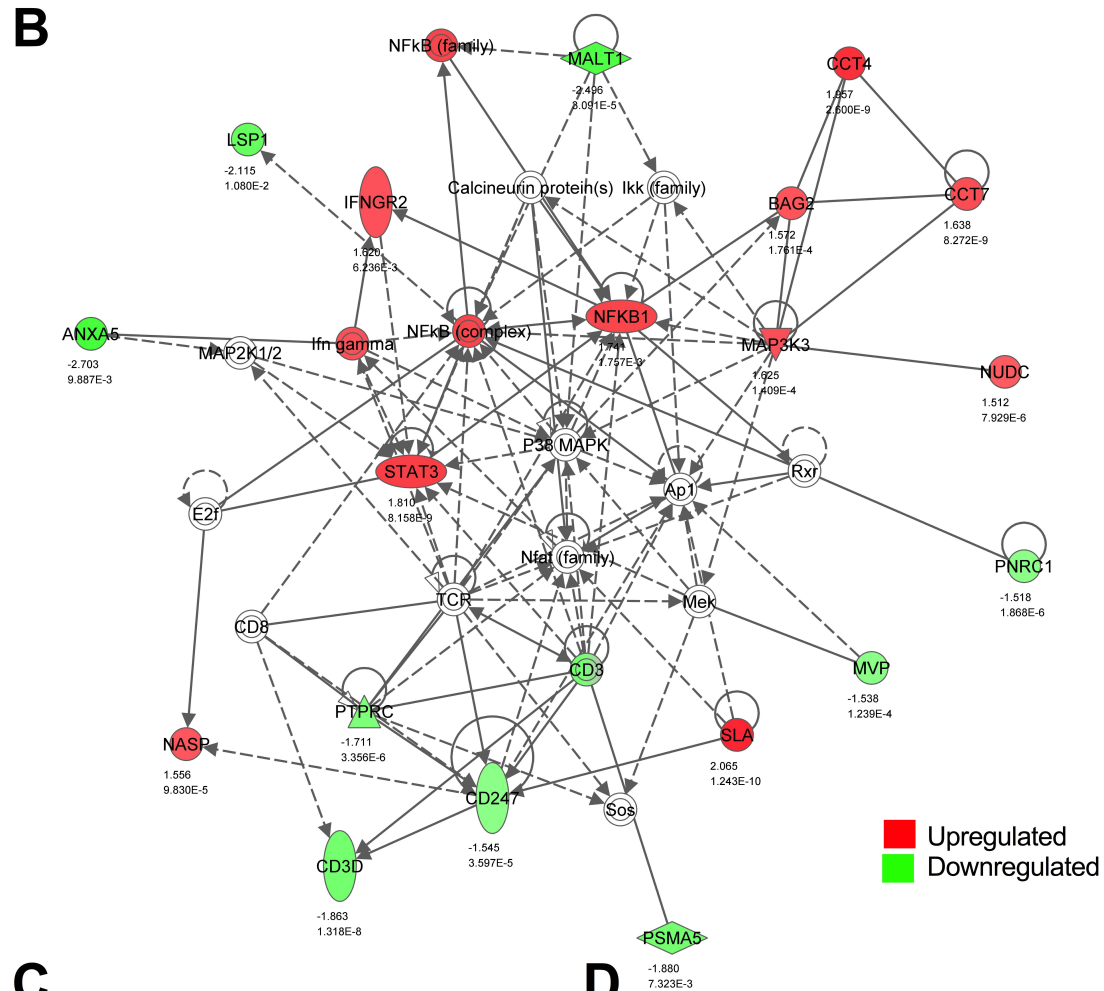 B
NFkB (family)
MALT1
-2.496
3.091E-5
CCT4
1.957
2.600E-9
LSP1
-2.115
1.080E-2
IFNGR2
1.620
6.236E-3
Calcineurin protein(s)
Ikk (family)
BAG2
1.572
1.761E-4
CCT7
1.638
8.272E-9
ANXA5
-2.703
9.887E-3
MAP2K1/2
Ifn gamma
NFkB (complex)
NFKB1
1.741
1.757E-3
MAP3K3
1.625
1.409E-4
NUDC
1.512
7.929E-6
P38 MAPK
STAT3
1.810
8.158E-9
Ap1
Rxr
E2f
Nfat (family)
PNRC1
-1.518
1.868E-6
TCR
Mek
CD8
CD3
MVP
-1.538
1.239E-4
PTPRC
-1.711
3.356E-6
SLA
2.065
1.243E-10
NASP
1.556
9.830E-5
CD247
-1.545
3.597E-5
Sos
Upregulated
Downregulated
CD3D
-1.863
1.318E-8
PSMA5
-1.880
7.323E-3
C
D